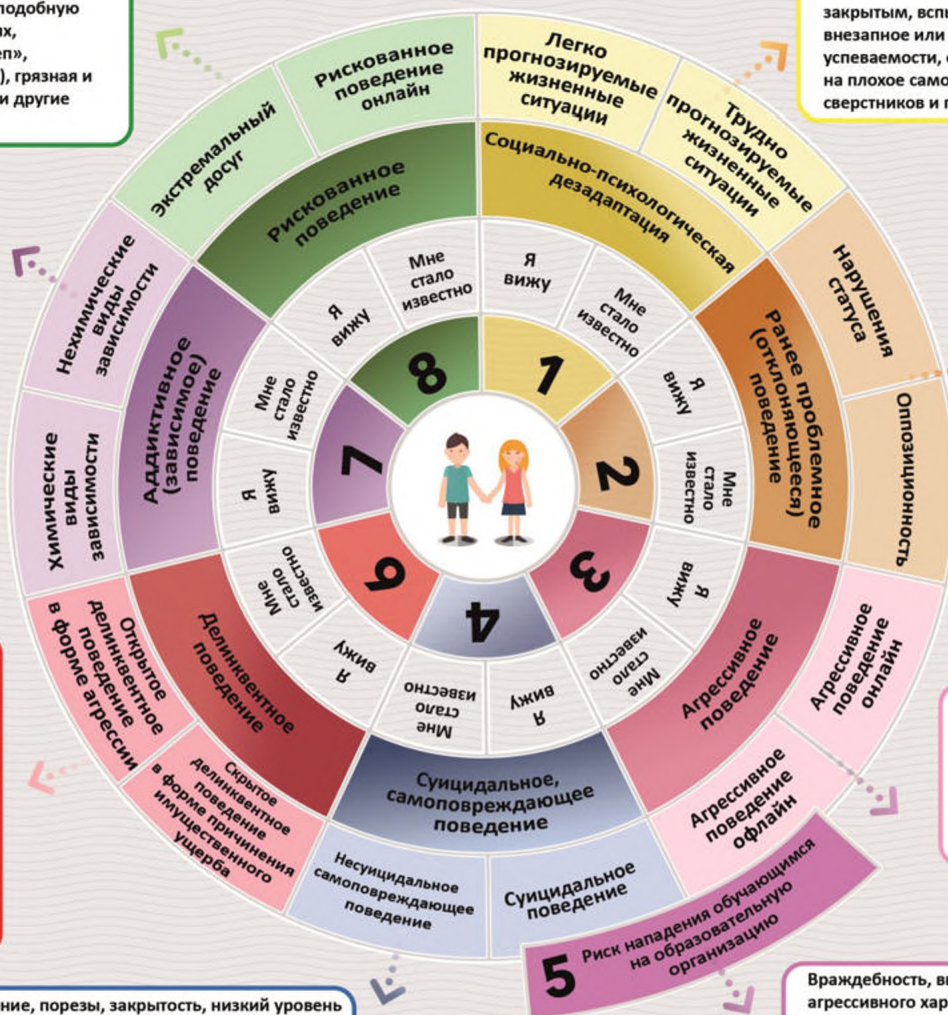 подобную
х,
еп»,
), грязная и
и другие
закрытым, всп
внезапное или
успеваемости,
на плохое само
сверстников и п
Легко
прогнозируемые
жизненные
ситуации
Трудно
прогнозируемые
жизненные
ситуации
Социально-психологическая
дезадаптация
Я
вижу
Мне
стало
известно
1
Нарушения
статуса
Оппозиционность
Ранее проблемное
(отклоняющееся)
поведение
Я
вижу
Мне
стало
известно
2
Агрессивное
поведение
онлайн
Агрессивное
поведение
офлайн
Агрессивное
поведение
Я
вижу
Мне
стало
известно
3
Суицидальное
поведение
Несуицидальное
самоповреждающее
поведение
Суицидальное,
самоповреждающее
поведение
Я
вижу
Мне
стало
известно
4
5
Риск нападения обучающимся
на образовательную
организацию
Скрытое
делинквентное
поведение
в форме причинения
имущественного
ущерба
Открытое
делинквентное
поведение
в форме агрессии
Делинквентное
поведение
Я
вижу
Мне
стало
известно
6
Химические
виды
зависимости
Нехимические
виды
зависимости
Аддиктивное
(зависимое)
поведение
Я
вижу
Мне
стало
известно
7
Экстремальный
досуг
Рискованное
поведение
онлайн
Рискованное
поведение
Я
вижу
Мне
стало
известно
8
ние, порезы, закрытость, низкий уровень
Враждебность, в
агрессивного хар